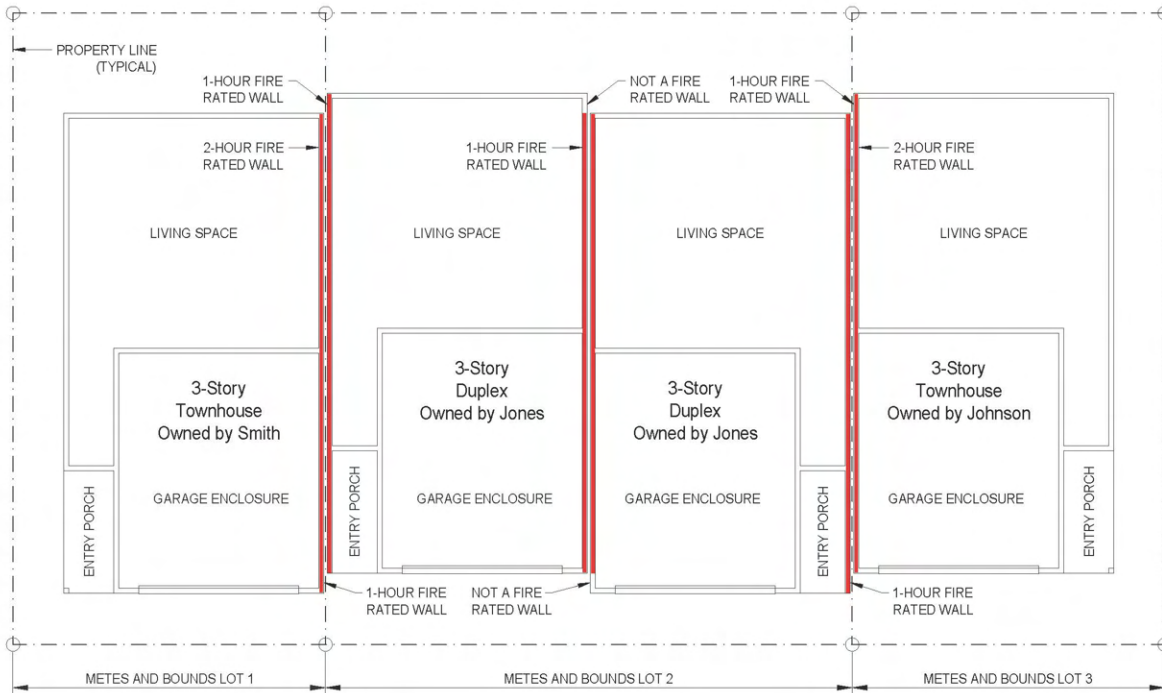 PROPERTY LINE
(TYPICAL)
1-HOUR FIRE
RATED WALL
NOT A FIRE
RATED WALL
1-HOUR FIRE
RATED WALL
2-HOUR FIRE
RATED WALL
1-HOUR FIRE
RATED WALL
2-HOUR FIRE
RATED WALL
LIVING SPACE
LIVING SPACE
LIVING SPACE
LIVING SPACE
3-Story
Townhouse
Owned by Smith
3-Story
Duplex
Owned by Jones
3-Story
Duplex
Owned by Jones
3-Story
Townhouse
Owned by Johnson
ENTRY PORCH
GARAGE ENCLOSURE
ENTRY PORCH
GARAGE ENCLOSURE
GARAGE ENCLOSURE
ENTRY PORCH
GARAGE ENCLOSURE
ENTRY PORCH
1-HOUR FIRE
RATED WALL
NOT A FIRE
RATED WALL
1-HOUR FIRE
RATED WALL
METES AND BOUNDS LOT 1
METES AND BOUNDS LOT 2
METES AND BOUNDS LOT 3